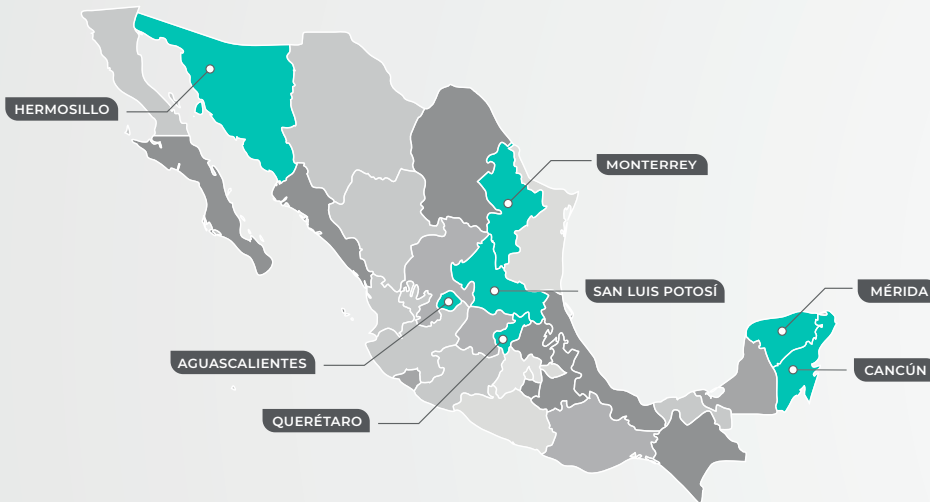 HERMOSILLO
MONTERREY
SAN LUIS POTOSÍ
MÉRIDA
AGUASCALIENTES
CANCÚN
QUERÉTARO